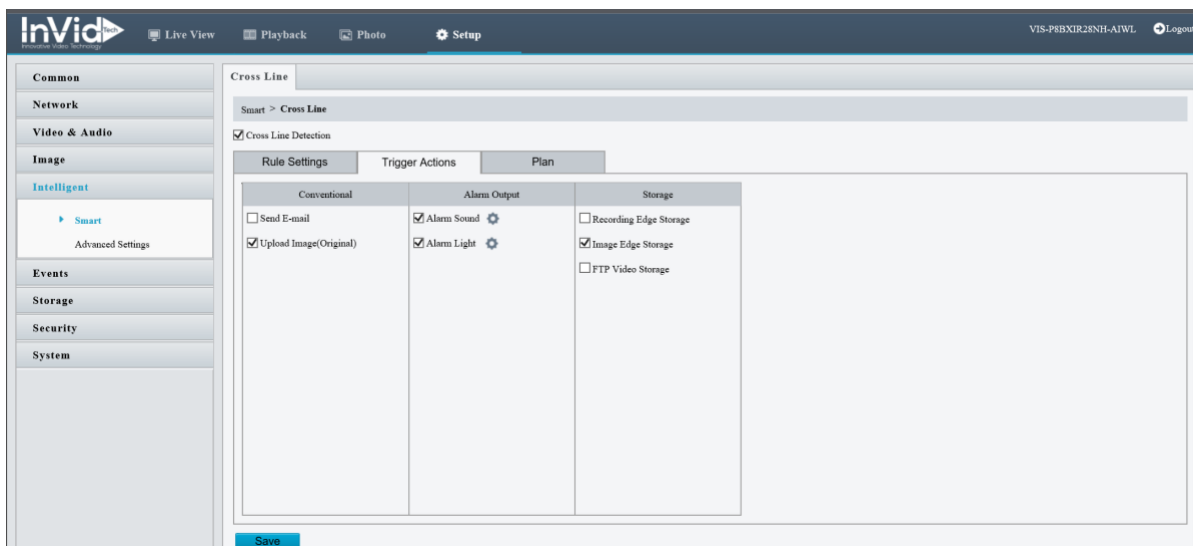 InVid Tech
Innovative Video Technology
Live View
Playback
Photo
Setup
VIS-P8BXIR28NH-AIWL
Logout
Common
Network
Video & Audio
Image
Intelligent
Smart
Advanced Settings
Events
Storage
Security
System
Cross Line
Smart > Cross Line
Cross Line Detection
Rule Settings
Trigger Actions
Plan
Conventional
Alarm Output
Storage
Send E-mail
Alarm Sound
Recording Edge Storage
Upload Image(Original)
Alarm Light
Image Edge Storage
FTP Video Storage
Save